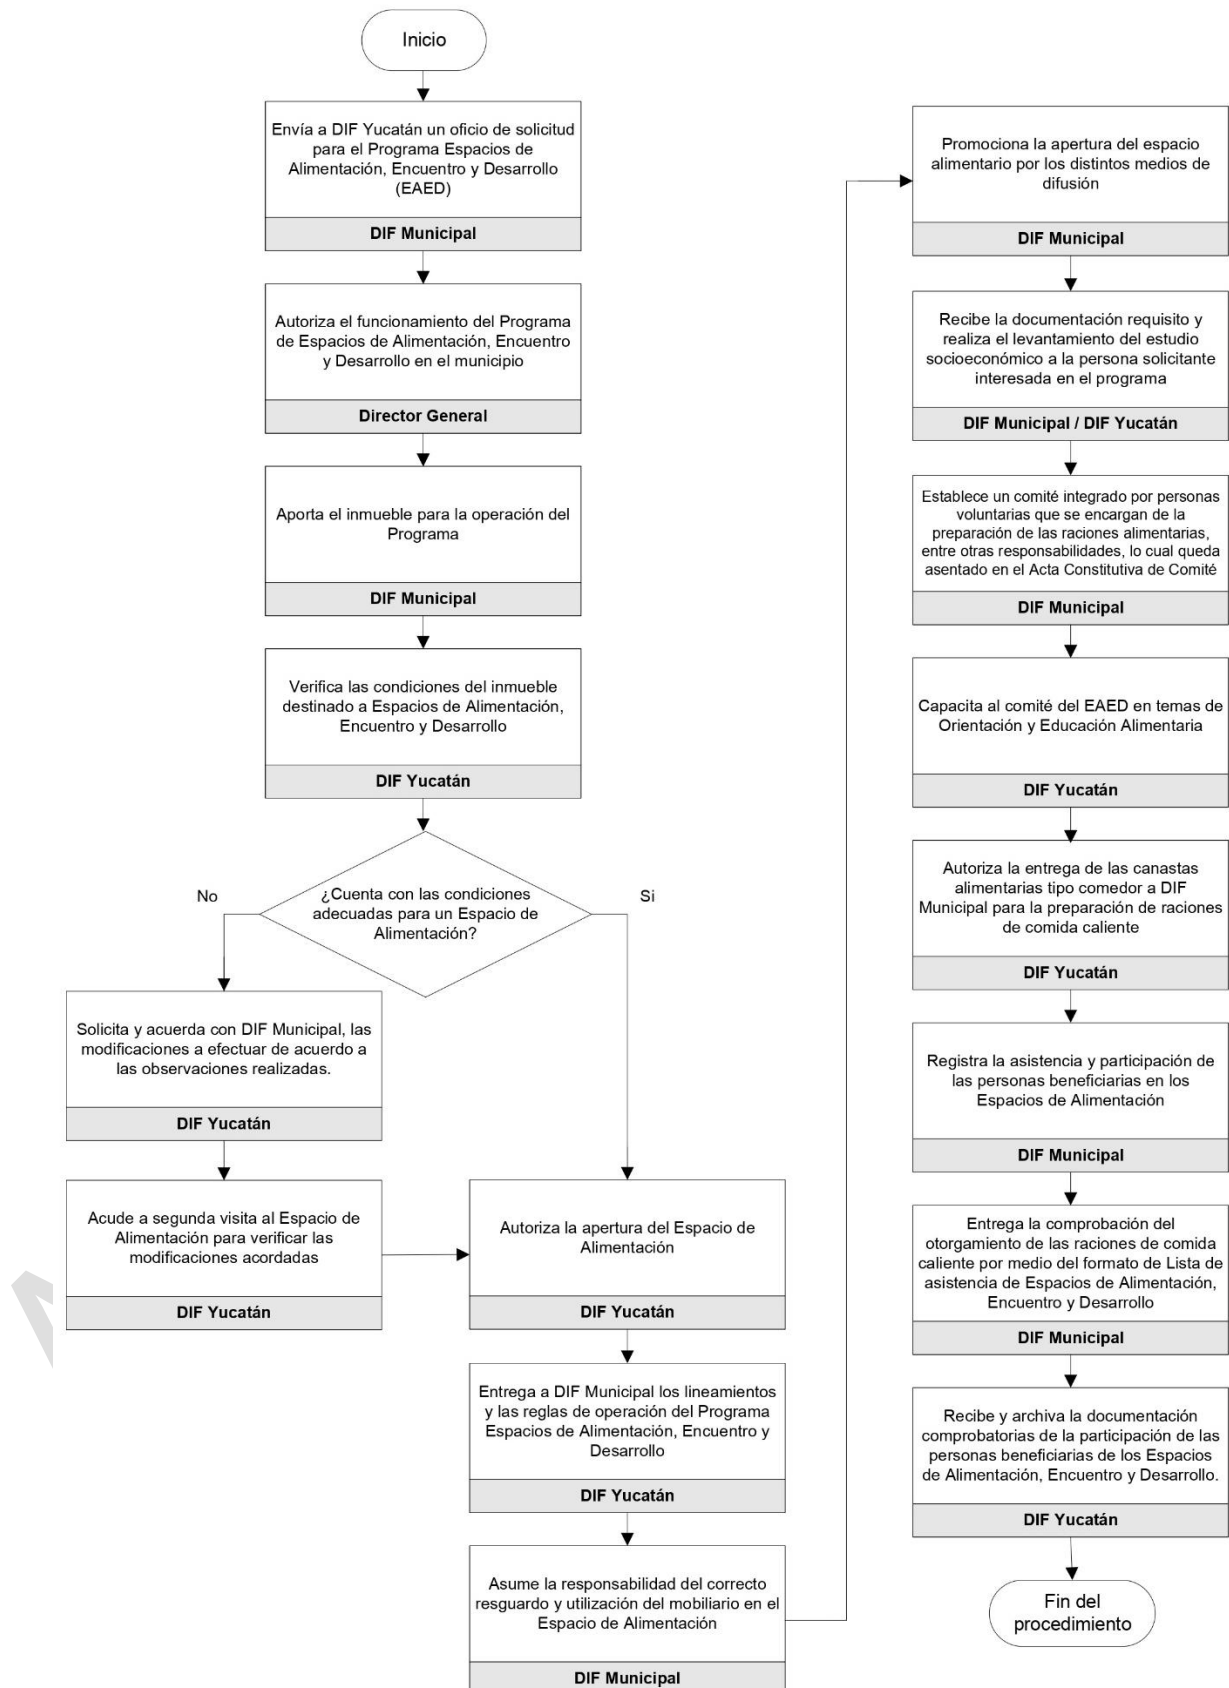 Inicio
Envía a DIF Yucatán un oficio de solicitud
para el Programa Espacios de
Alimentación, Encuentro y Desarrollo
(EAED)
DIF Municipal
Autoriza el funcionamiento del Programa
de Espacios de Alimentación, Encuentro
y Desarrollo en el municipio
Director General
Aporta el inmueble para la operación del
Programa
DIF Municipal
Verifica las condiciones del inmueble
destinado a Espacios de Alimentación,
Encuentro y Desarrollo
DIF Yucatán
¿Cuenta con las condiciones
adecuadas para un Espacio de
Alimentación?
No
Si
Solicita y acuerda con DIF Municipal, las
modificaciones a efectuar de acuerdo a
las observaciones realizadas.
DIF Yucatán
Acude a segunda visita al Espacio de
Alimentación para verificar las
modificaciones acordadas
DIF Yucatán
Autoriza la apertura del Espacio de
Alimentación
DIF Yucatán
Entrega a DIF Municipal los lineamientos
y las reglas de operación del Programa
Espacios de Alimentación, Encuentro y
Desarrollo
DIF Yucatán
Asume la responsabilidad del correcto
resguardo y utilización del mobiliario en el
Espacio de Alimentación
DIF Municipal
Promociona la apertura del espacio
alimentario por los distintos medios de
difusión
DIF Municipal
Recibe la documentación requisito y
realiza el levantamiento del estudio
socioeconómico a la persona solicitante
interesada en el programa
DIF Municipal / DIF Yucatán
Establece un comité integrado por personas
voluntarias que se encargan de la
preparación de las raciones alimentarias,
entre otras responsabilidades, lo cual queda
asentado en el Acta Constitutiva de Comité
DIF Municipal
Capacita al comité del EAED en temas de
Orientación y Educación Alimentaria
DIF Yucatán
Autoriza la entrega de las canastas
alimentarias tipo comedor a DIF
Municipal para la preparación de raciones
de comida caliente
DIF Yucatán
Registra la asistencia y participación de
las personas beneficiarias en los
Espacios de Alimentación
DIF Municipal
Entrega la comprobación del
otorgamiento de las raciones de comida
caliente por medio del formato de Lista de
asistencia de Espacios de Alimentación,
Encuentro y Desarrollo
DIF Municipal
Recibe y archiva la documentación
comprobatorias de la participación de las
personas beneficiarias de los Espacios
de Alimentación, Encuentro y Desarrollo.
DIF Yucatán
Fin del
procedimiento